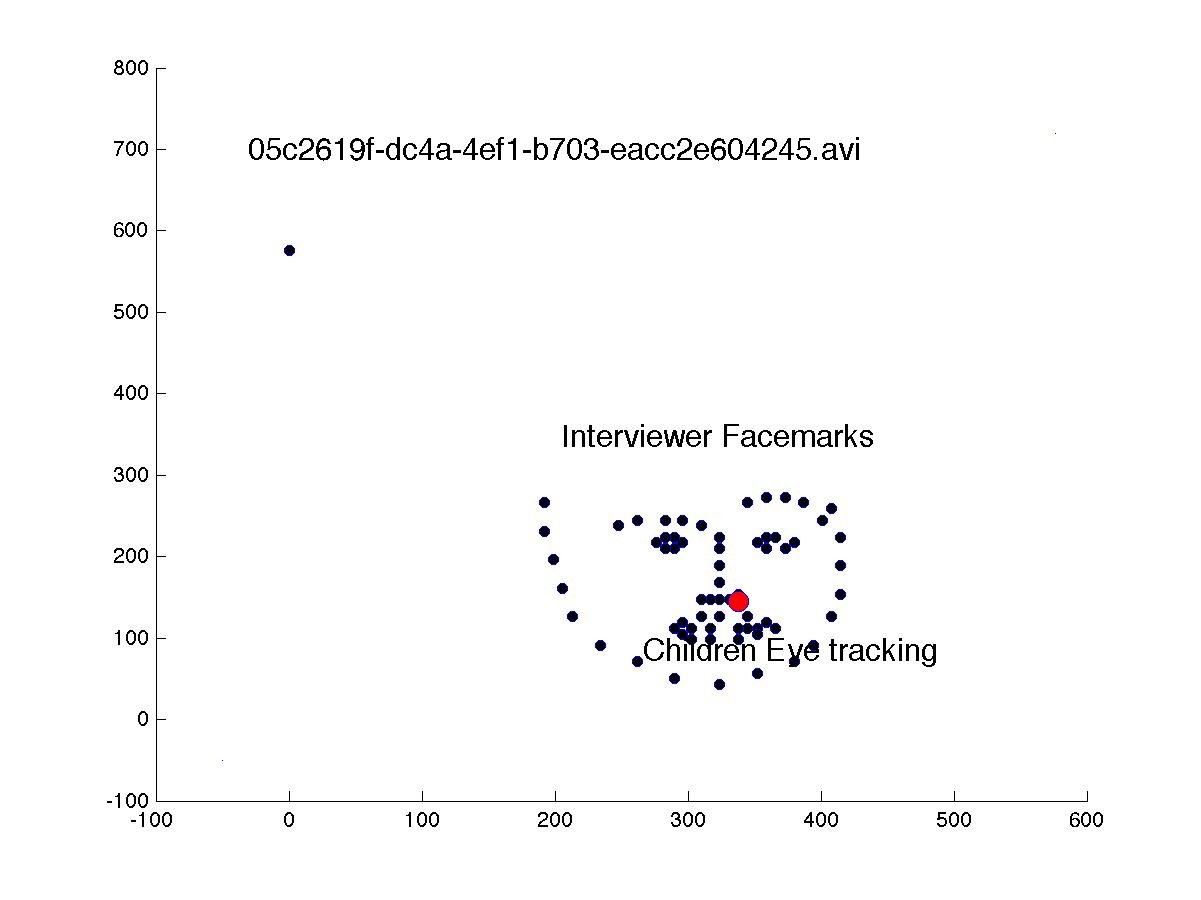 800
05c2619f-dc4a-4ef1-b703-eacc2e604245.avi
700
600
500
400
Interviewer Facemarks
300
200
100
Children Eye tracking
0
-100
-100 0 100 200 300 400 500 600